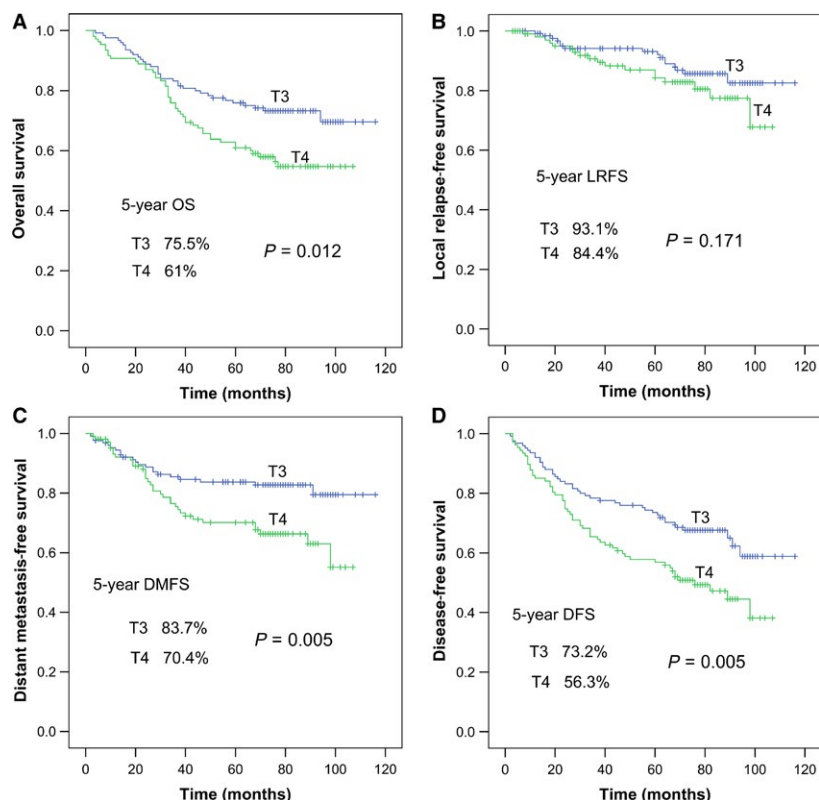 A
Overall survival
1.0
0.8
0.6
0.4
0.2
0.0
T3
T4
5-year OS
T3 75.5%
T4 61%
P = 0.012
0 20 40 60 80 100 120
Time (months)
B
Local relapse-free survival
1.0
0.8
0.6
0.4
0.2
0.0
T3
T4
5-year LRFS
T3 93.1%
T4 84.4%
P = 0.171
0 20 40 60 80 100 120
Time (months)
C
Distant metastasis-free survival
1.0
0.8
0.6
0.4
0.2
0.0
T3
T4
5-year DMFS
T3 83.7%
T4 70.4%
P = 0.005
0 20 40 60 80 100 120
Time (months)
D
Disease-free survival
1.0
0.8
0.6
0.4
0.2
0.0
T3
T4
5-year DFS
T3 73.2%
T4 56.3%
P = 0.005
0 20 40 60 80 100 120
Time (months)